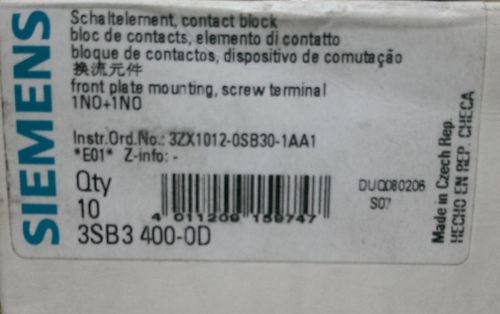 SIEMENS
Schaltelement, contact block
bloc de contacts, elemento di contatto
bloque de contactos, dispositivo de comutação
换流元件
front plate mounting, screw terminal
1NO+1NO
Instr.Ord.No.: 3ZX1012-0SB30-1AA1
*E01* Z-info: -
Qty
10
4 011209 159747
DUQ080206
S07
3SB3 400-0D
Made in Czech Rep.
HECHO EN REP. CHECA